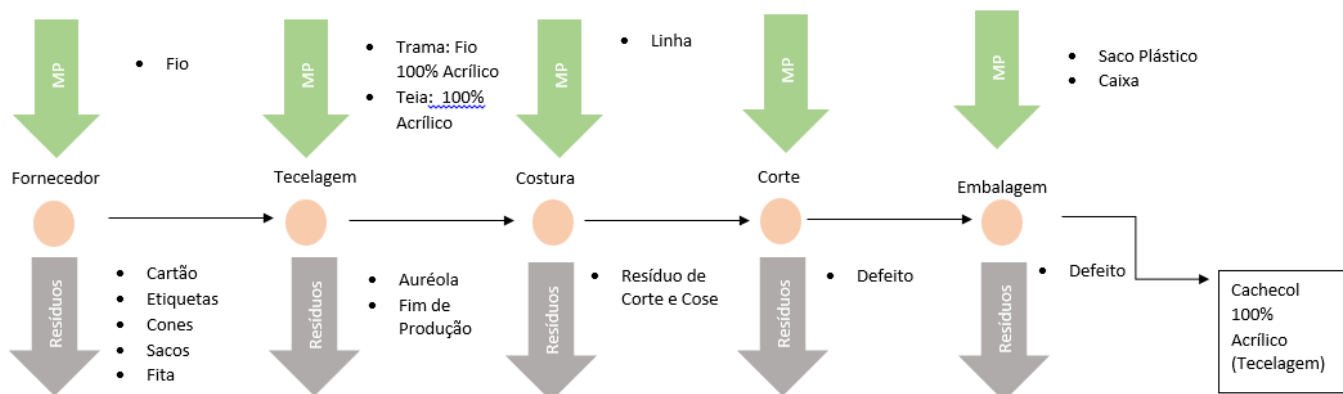 MP
• Fio
MP
• Trama: Fio
100% Acrílico
• Teia: 100%
Acrílico
MP
• Linha
MP
MP
• Saco Plástico
• Caixa
Fornecedor
Tecelagem
Costura
Corte
Embalagem
Resíduos
• Cartão
• Etiquetas
• Cones
• Sacos
• Fita
Resíduos
• Auréola
• Fim de
Produção
Resíduos
• Resíduo de
Corte e Cose
Resíduos
• Defeito
Resíduos
• Defeito
Cachecol
100%
Acrílico
(Tecelagem)